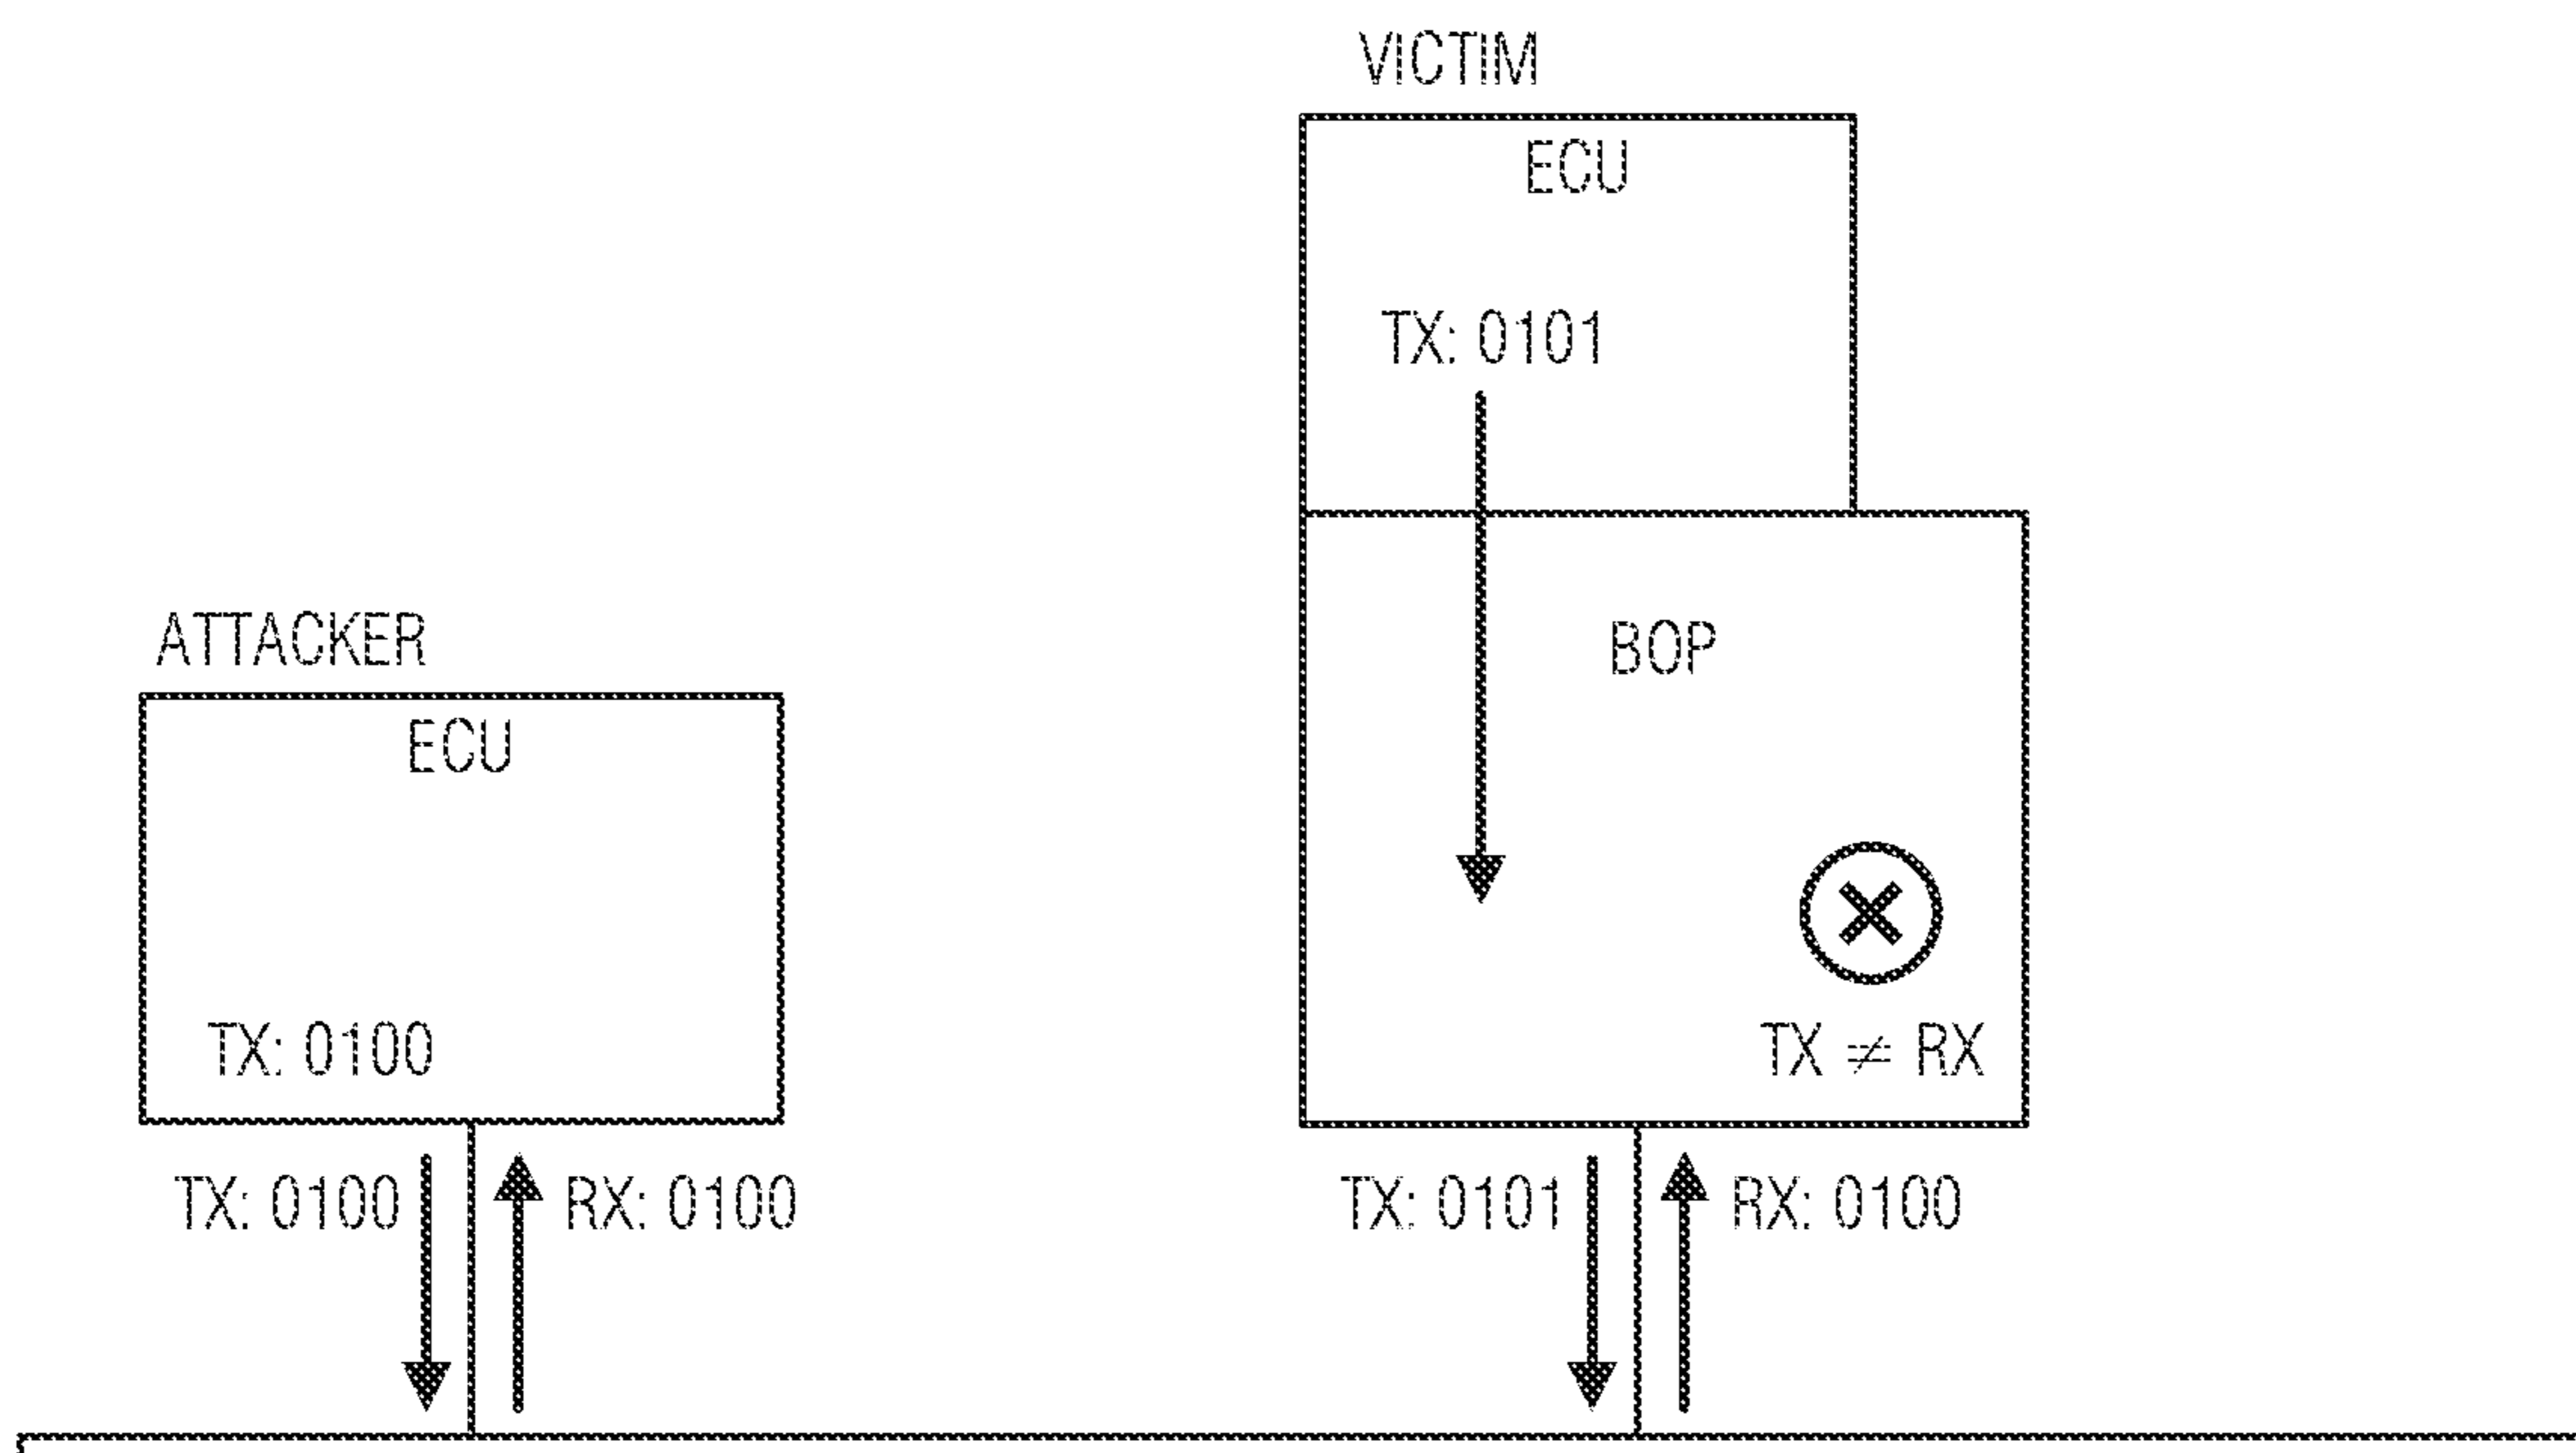 VICTIM
ECU
TX: 0101
BOP
ATTACKER
ECU
TX: 0100
TX ≠ RX
TX: 0100
RX: 0100
TX: 0101
RX: 0100